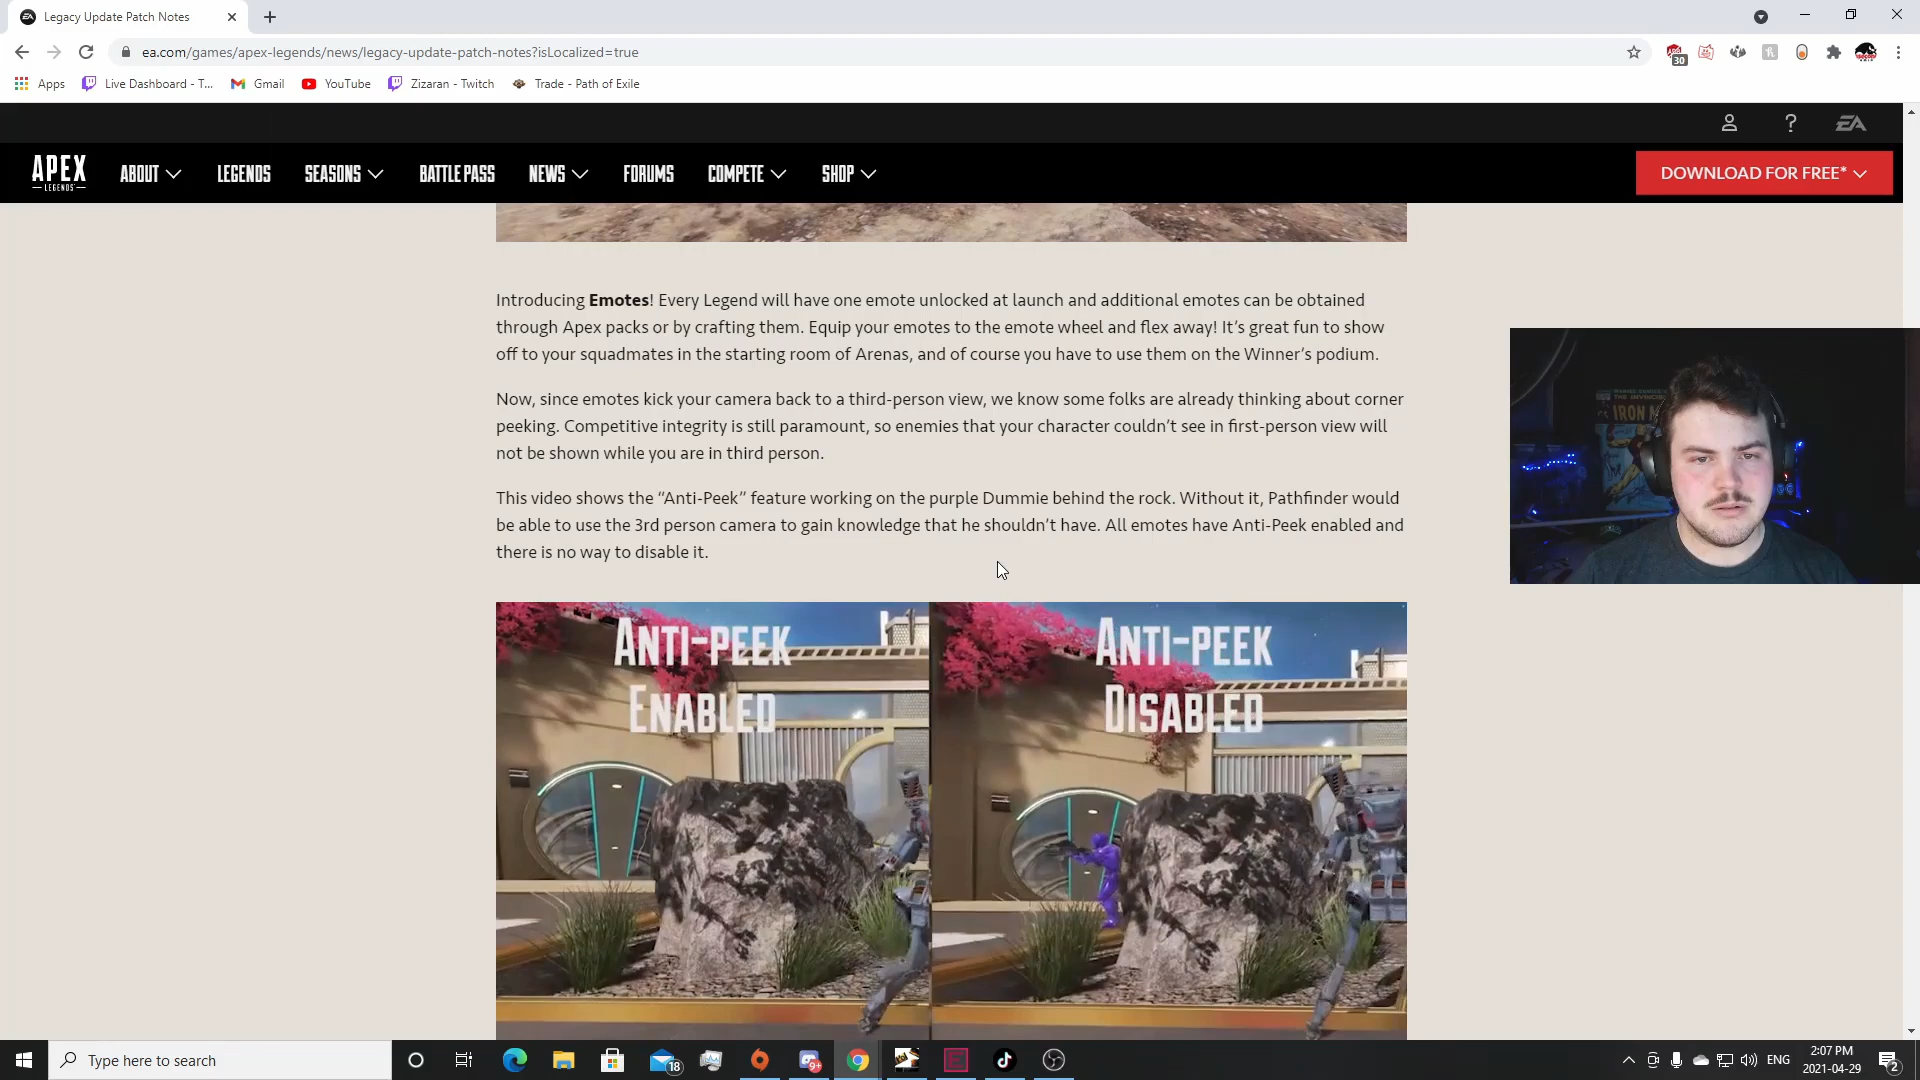 Legacy Update Patch Notes
ea.com/games/apex-legends/news/legacy-update-patch-notes?isLocalized=true
30
Apps
Live Dashboard - T...
Gmail
YouTube
Zizaran - Twitch
Trade - Path of Exile
?
EA
APEX
LEGENDS
ABOUT
LEGENDS
SEASONS
BATTLE PASS
NEWS
FORUMS
COMPETE
SHOP
DOWNLOAD FOR FREE*
Introducing Emotes! Every Legend will have one emote unlocked at launch and additional emotes can be obtained
through Apex packs or by crafting them. Equip your emotes to the emote wheel and flex away! It’s great fun to show
off to your squadmates in the starting room of Arenas, and of course you have to use them on the Winner’s podium.
Now, since emotes kick your camera back to a third-person view, we know some folks are already thinking about corner
peeking. Competitive integrity is still paramount, so enemies that your character couldn’t see in first-person view will
not be shown while you are in third person.
This video shows the “Anti-Peek” feature working on the purple Dummie behind the rock. Without it, Pathfinder would
be able to use the 3rd person camera to gain knowledge that he shouldn’t have. All emotes have Anti-Peek enabled and
there is no way to disable it.
ANTI-PEEK
ENABLED
ANTI-PEEK
DISABLED
IRON
Type here to search
18
9+
ENG
2:07 PM
2021-04-29
2